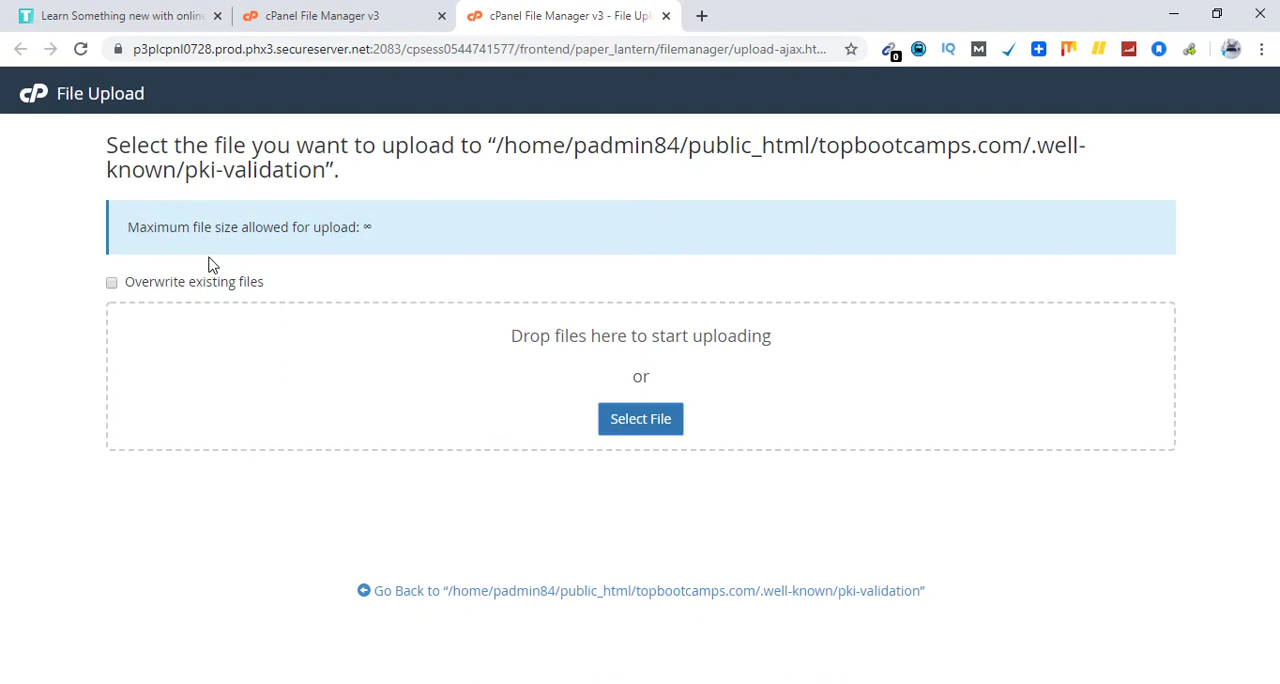 Learn Something new with online
cPanel File Manager v3
cPanel File Manager v3 - File Upl
p3plcpnl0728.prod.phx3.secureserver.net:2083/cpsess0544741577/frontend/paper_lantern/filemanager/upload-ajax.ht...
0
IQ
M
cP File Upload
Select the file you want to upload to “/home/padmin84/public_html/topbootcamps.com/.well-
known/pki-validation”.
Maximum file size allowed for upload: ∞
Overwrite existing files
Drop files here to start uploading
or
Select File
Go Back to “/home/padmin84/public_html/topbootcamps.com/.well-known/pki-validation”